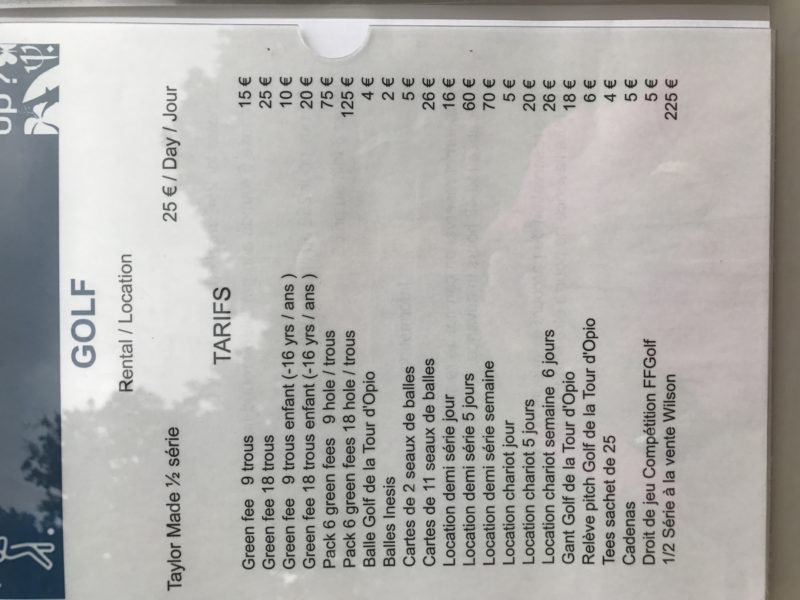 GOLF
Rental / Location
Taylor Made ½ série 25 € / Day / Jour
TARIFS
Green fee 9 trous 15 €
Green fee 18 trous 25 €
Green fee 9 trous enfant (-16 yrs / ans ) 10 €
Green fee 18 trous enfant (-16 yrs / ans ) 20 €
Pack 6 green fees 9 hole / trous 75 €
Pack 6 green fees 18 hole / trous 125 €
Balle Golf de la Tour d'Opio 4 €
Balles Inesis 2 €
Cartes de 2 seaux de balles 5 €
Cartes de 11 seaux de balles 26 €
Location demi série jour 16 €
Location demi série 5 jours 60 €
Location demi série semaine 70 €
Location chariot jour 5 €
Location chariot 5 jours 20 €
Location chariot semaine 6 jours 26 €
Gant Golf de la Tour d'Opio 18 €
Relève pitch Golf de la Tour d'Opio 6 €
Tees sachet de 25 4 €
Cadenas 5 €
Droit de jeu Compétition FFGolf 5 €
1/2 Série à la vente Wilson 225 €